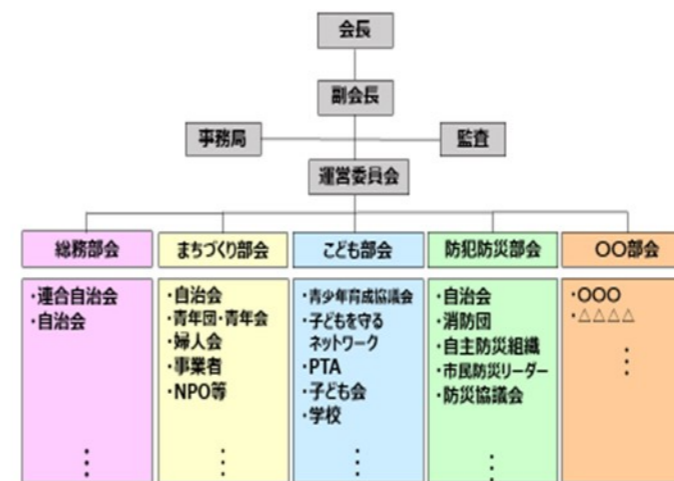 会長
副会長
事務局
監査
運営委員会
総務部会
まちづくり部会
こども部会
防犯防災部会
〇〇部会
・連合自治会
・自治会
⋮
・自治会
・青年団・青年会
・婦人会
・事業者
・NPO等
⋮
・青少年育成協議会
・子どもを守る
ネットワーク
・PTA
・子ども会
・学校
⋮
・自治会
・消防団
・自主防災組織
・市民防災リーダー
・防災協議会
⋮
・〇〇〇
・△△△△
⋮